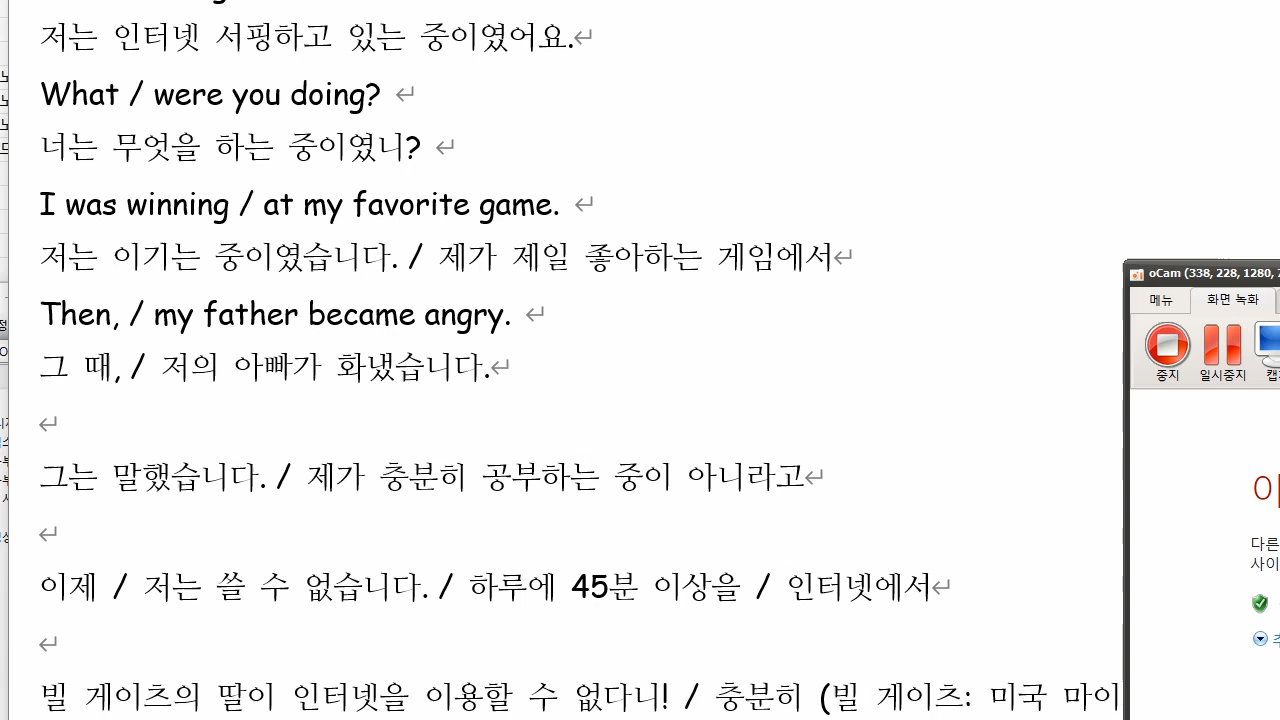 저는 인터넷 서핑하고 있는 중이였어요.
What / were you doing?
너는 무엇을 하는 중이였니?
I was winning / at my favorite game.
저는 이기는 중이였습니다. / 제가 제일 좋아하는 게임에서
Then, / my father became angry.
그 때, / 저의 아빠가 화냈습니다.
그는 말했습니다. / 제가 충분히 공부하는 중이 아니라고
이제 / 저는 쓸 수 없습니다. / 하루에 45분 이상을 / 인터넷에서
빌 게이츠의 딸이 인터넷을 이용할 수 없다니! / 충분히 (빌 게이츠: 미국 마이
oCam (338, 228, 1280,
메뉴 화면 녹화
중지 일시중지 캡
다른
사이